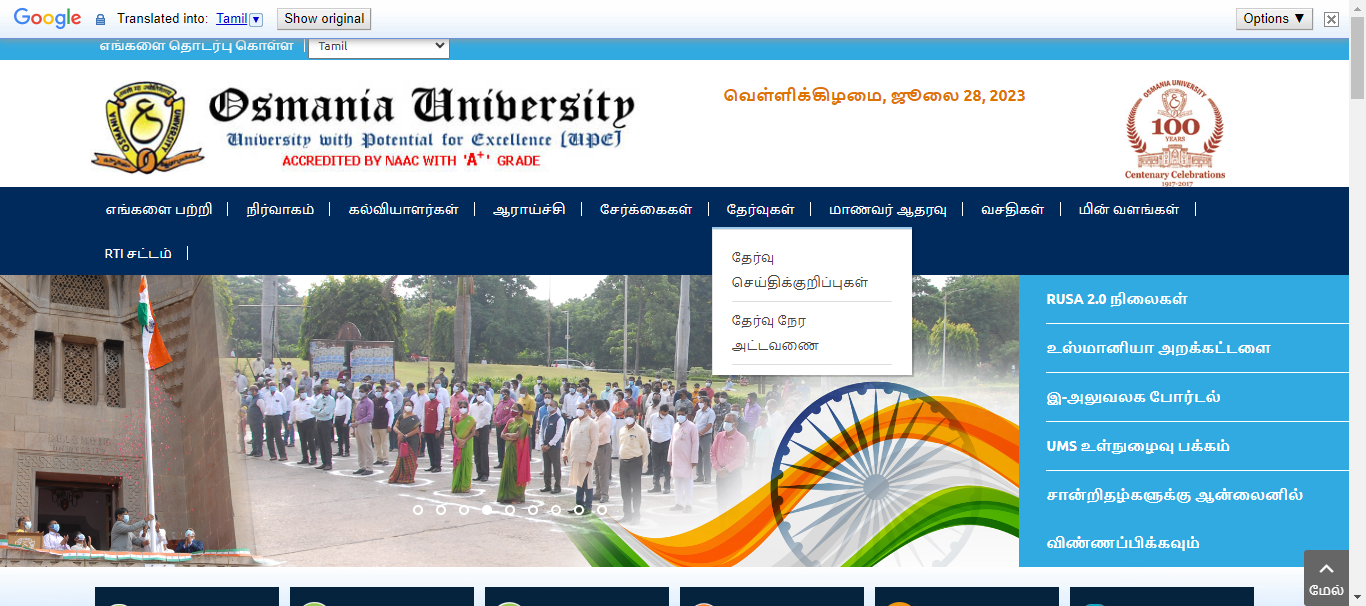 Google Translated into: Tamil Show original Options ▼
எங்களை தொடர்பு கொள்ள Tamil
Osmania University
University with Potential for Excellence [UPE]
ACCREDITED BY NAAC WITH 'A+' GRADE
OSMANIA UNIVERSITY
வெள்ளிக்கிழமை, ஜூலை 28, 2023
OSMANIA UNIVERSITY
100
YEARS
Centenary Celebrations
1917-2017
எங்களை பற்றி நிர்வாகம் கல்வியாளர்கள் ஆராய்ச்சி சேர்க்கைகள் தேர்வுகள் மாணவர் ஆதரவு வசதிகள் மின் வளங்கள்
RTI சட்டம்
தேர்வு
செய்திக்குறிப்புகள்
தேர்வு நேர
அட்டவணை
RUSA 2.0 நிலைகள்
உஸ்மானியா அறக்கட்டளை
இ-அலுவலக போர்டல்
UMS உள்நுழைவு பக்கம்
சான்றிதழ்களுக்கு ஆன்லைனில்
விண்ணப்பிக்கவும்
மேல்